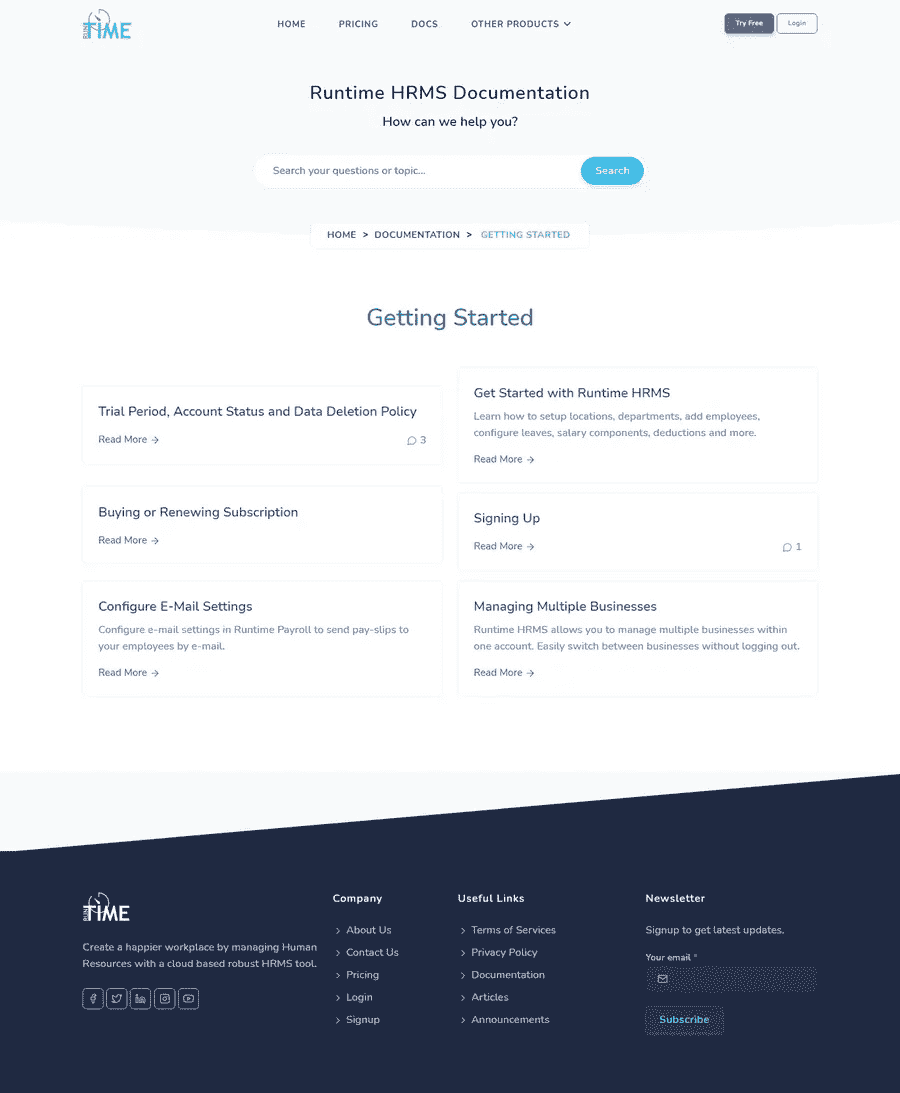 RUN TIME
HOME
PRICING
DOCS
OTHER PRODUCTS
Try Free
Login
Runtime HRMS Documentation
How can we help you?
Search your questions or topic...
Search
HOME > DOCUMENTATION > GETTING STARTED
Getting Started
Trial Period, Account Status and Data Deletion Policy
Read More →
3
Get Started with Runtime HRMS
Learn how to setup locations, departments, add employees,
configure leaves, salary components, deductions and more.
Read More →
Buying or Renewing Subscription
Read More →
Signing Up
Read More →
1
Configure E-Mail Settings
Configure e-mail settings in Runtime Payroll to send pay-slips to
your employees by e-mail.
Read More →
Managing Multiple Businesses
Runtime HRMS allows you to manage multiple businesses within
one account. Easily switch between businesses without logging out.
Read More →
RUN TIME
Create a happier workplace by managing Human
Resources with a cloud based robust HRMS tool.
Company
About Us
Contact Us
Pricing
Login
Signup
Useful Links
Terms of Services
Privacy Policy
Documentation
Articles
Announcements
Newsletter
Signup to get latest updates.
Your email *
Subscribe